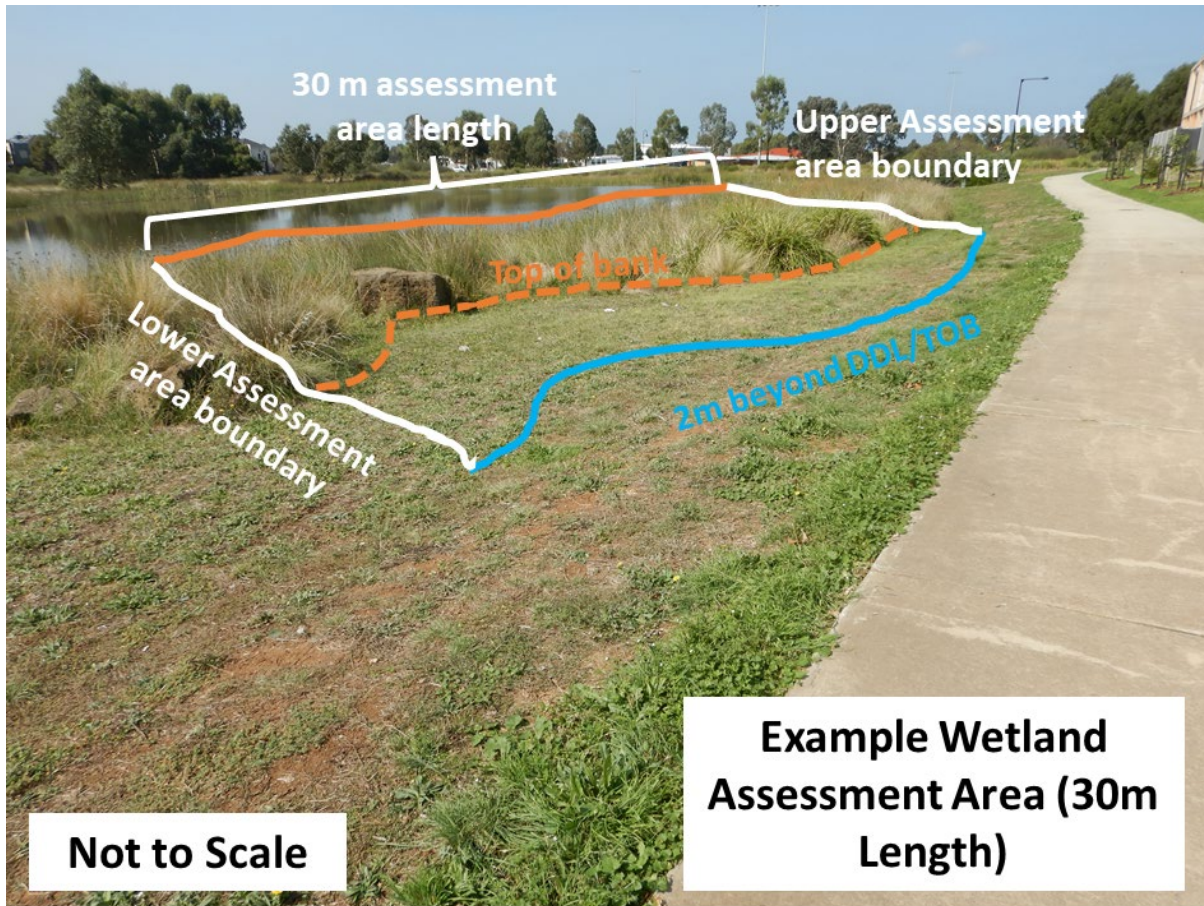 30 m assessment
area length
Upper Assessment
area boundary
Top of bank
Lower Assessment
area boundary
2m beyond DDL/TOB
Example Wetland
Assessment Area (30m
Length)
Not to Scale